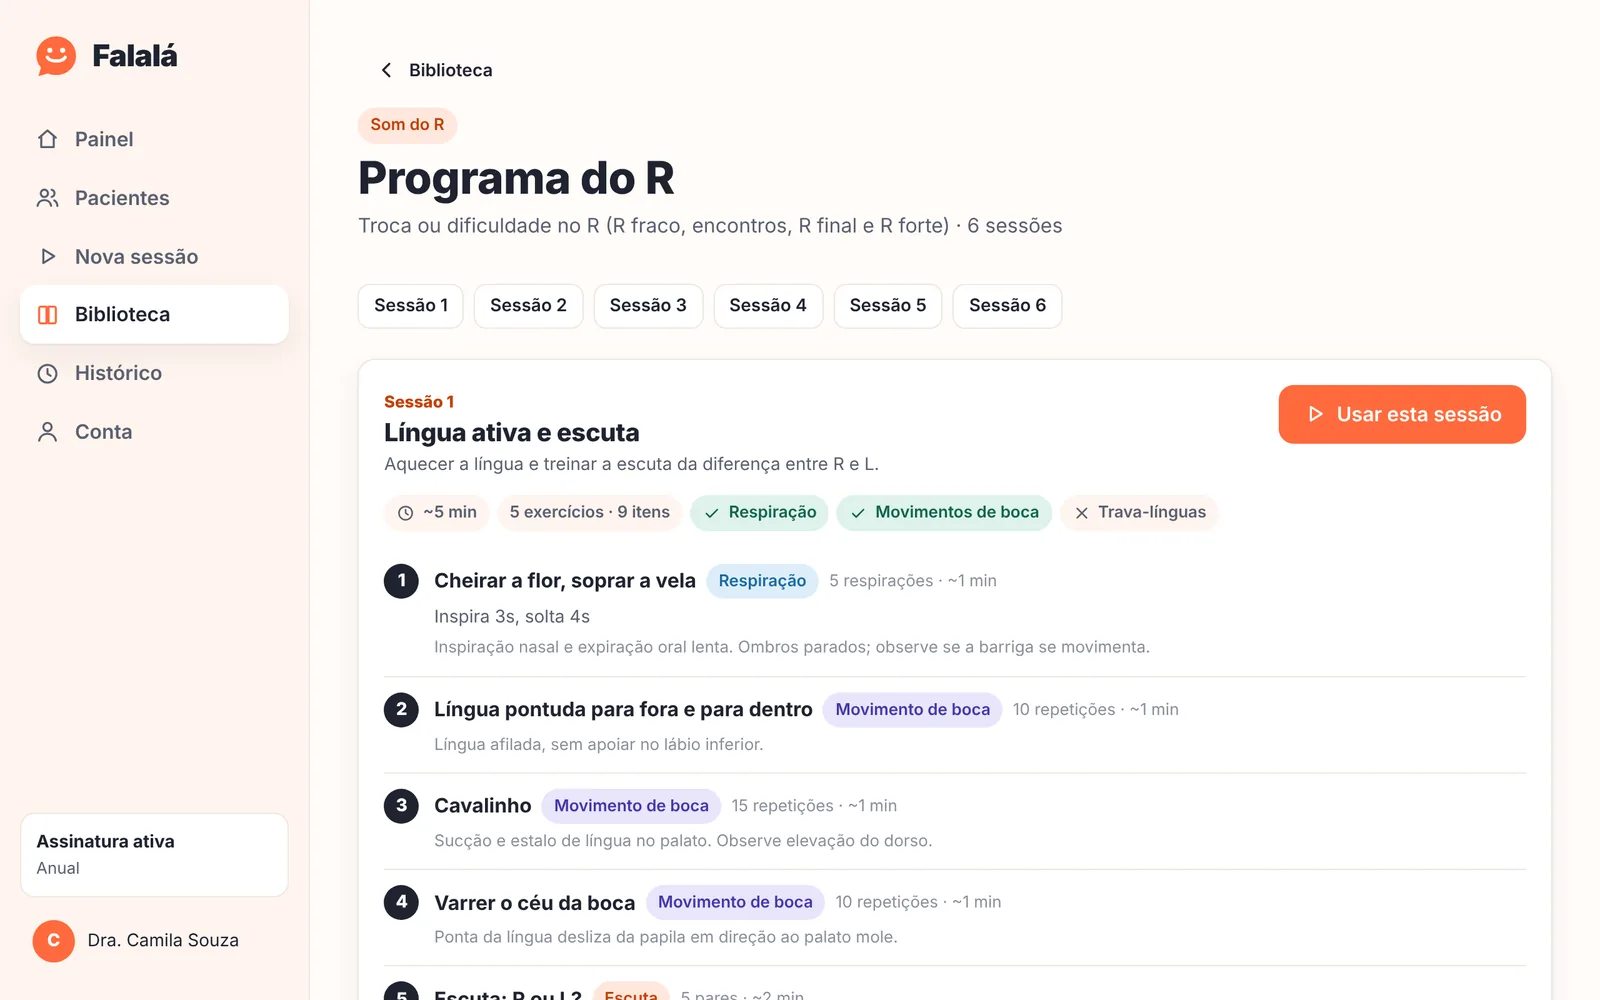 Falalá
Painel
Pacientes
Nova sessão
Biblioteca
Histórico
Conta
Assinatura ativa
Anual
C
Dra. Camila Souza
Biblioteca
Som do R
Programa do R
Troca ou dificuldade no R (R fraco, encontros, R final e R forte) · 6 sessões
Sessão 1
Sessão 2
Sessão 3
Sessão 4
Sessão 5
Sessão 6
Sessão 1
Língua ativa e escuta
Aquecer a língua e treinar a escuta da diferença entre R e L.
Usar esta sessão
~5 min
5 exercícios · 9 itens
Respiração
Movimentos de boca
Trava-línguas
1 Cheirar a flor, soprar a vela Respiração 5 respirações · ~1 min
Inspira 3s, solta 4s
Inspiração nasal e expiração oral lenta. Ombros parados; observe se a barriga se movimenta.
2 Língua pontuda para fora e para dentro Movimento de boca 10 repetições · ~1 min
Língua afilada, sem apoiar no lábio inferior.
3 Cavalinho Movimento de boca 15 repetições · ~1 min
Sucção e estalo de língua no palato. Observe elevação do dorso.
4 Varrer o céu da boca Movimento de boca 10 repetições · ~1 min
Ponta da língua desliza da papila em direção ao palato mole.
5 Escuta: R ou L? Escuta 5 pares · ~2 min